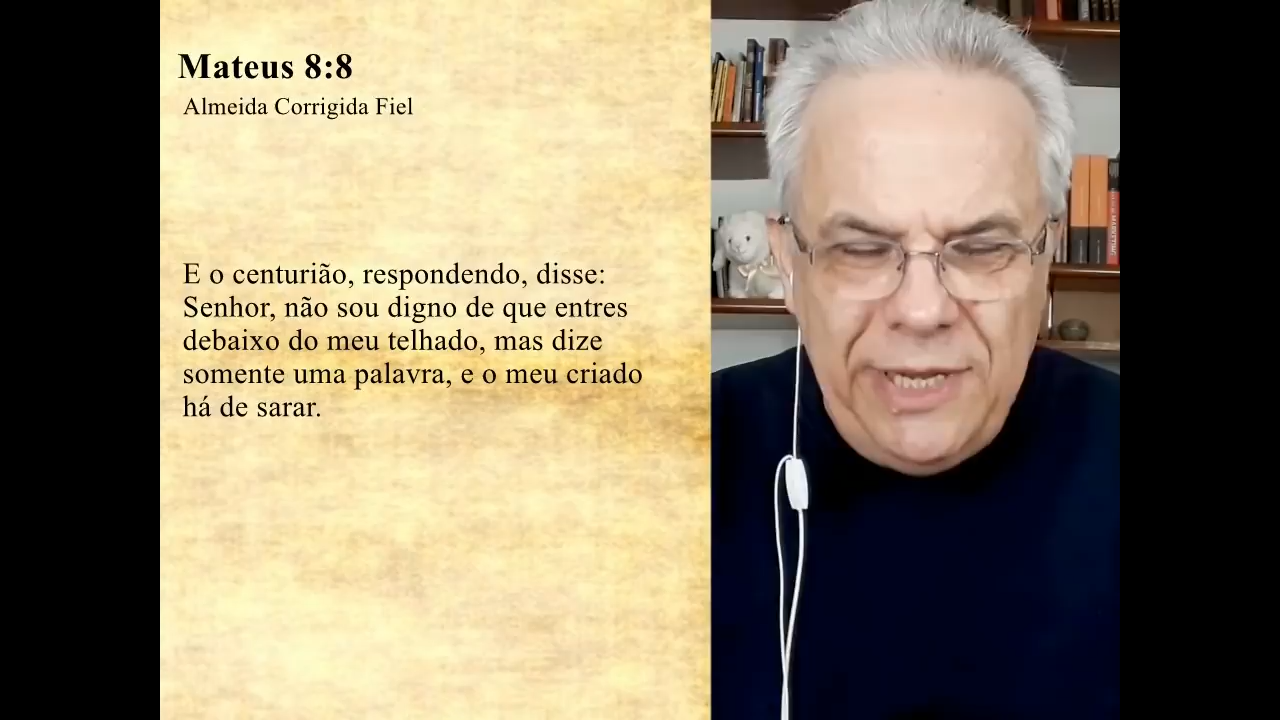 Mateus 8:8
Almeida Corrigida Fiel
E o centurião, respondendo, disse:
Senhor, não sou digno de que entres
debaixo do meu telhado, mas dize
somente uma palavra, e o meu criado
há de sarar.